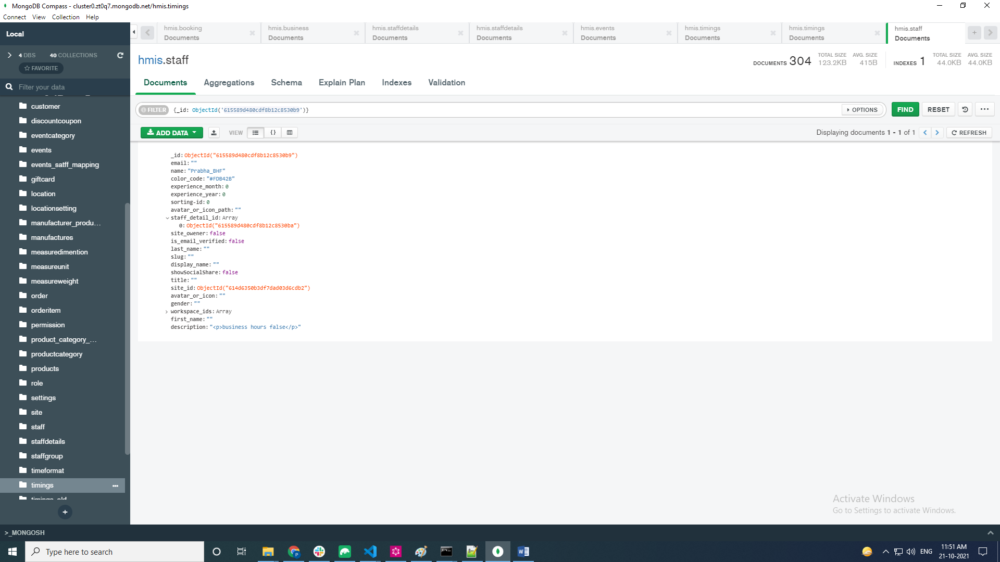 MongoDB Compass - cluster0.zt0q7.mongodb.net/hmis.timings
Connect View Collection Help
Local
4 DBS 40 COLLECTIONS
FAVORITE
Filter your data
customer
discountcoupon
eventcategory
events
events_satff_mapping
giftcard
location
locationsetting
manufacturer_produ...
manufactures
measuredimention
measureunit
measureweight
order
orderitem
permission
product_category_...
productcategory
products
role
settings
site
staff
staffdetails
staffgroup
timeformat
timings
timings_old
hmis.booking
Documents
hmis.business
Documents
hmis.staffdetails
Documents
hmis.staffdetails
Documents
hmis.events
Documents
hmis.timings
Documents
hmis.timings
Documents
hmis.staff
Documents
hmis.staff
DOCUMENTS 304 TOTAL SIZE 123.2KB AVG. SIZE 415B INDEXES 1 TOTAL SIZE 44.0KB AVG. SIZE 44.0KB
Documents Aggregations Schema Explain Plan Indexes Validation
FILTER {_id: ObjectId('615589d480cdf8b12c8530b9')} OPTIONS FIND RESET
ADD DATA VIEW Displaying documents 1 - 1 of 1 REFRESH
_id: ObjectId("615589d480cdf8b12c8530b9")
email: ""
name: "Prabha_BHF"
color_code: "#FDB42B"
experience_month: 0
experience_year: 0
sorting-id: 0
avatar_or_icon_path: ""
staff_detail_id: Array
0: ObjectId("615589d480cdf8b12c8530ba")
site_owener: false
is_email_verified: false
last_name: ""
slug: ""
display_name: ""
showSocialShare: false
title: ""
site_id: ObjectId("614d6350b3df7dad03d6cdb2")
avatar_or_icon: ""
gender: ""
workspace_ids: Array
first_name: ""
description: "<p>business hours false</p>"
Activate Windows
Go to Settings to activate Windows.
>_MONGOSH
Type here to search
ENG
11:51 AM
21-10-2021